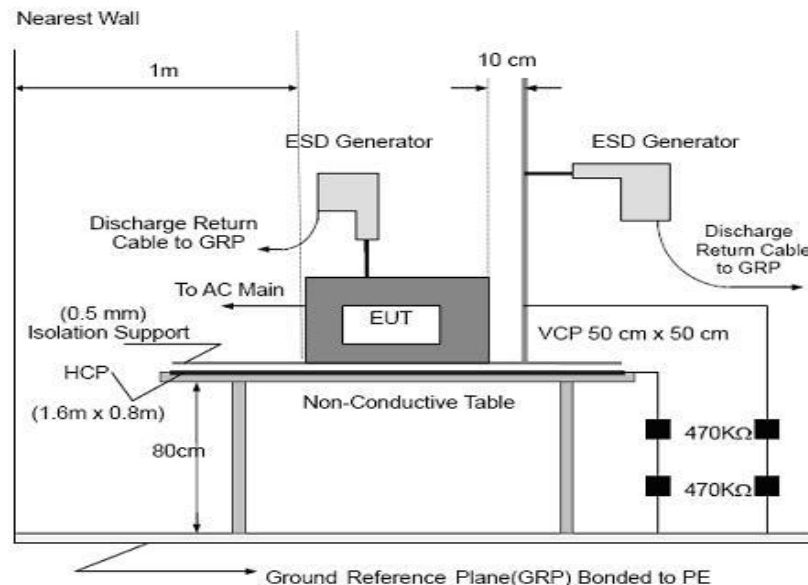 Nearest Wall
1m
10 cm
ESD Generator
ESD Generator
Discharge Return
Cable to GRP
Discharge
Return Cable
to GRP
To AC Main
(0.5 mm)
Isolation Support
EUT
VCP 50 cm x 50 cm
HCP
(1.6m x 0.8m)
Non-Conductive Table
80cm
470KΩ
470KΩ
Ground Reference Plane(GRP) Bonded to PE